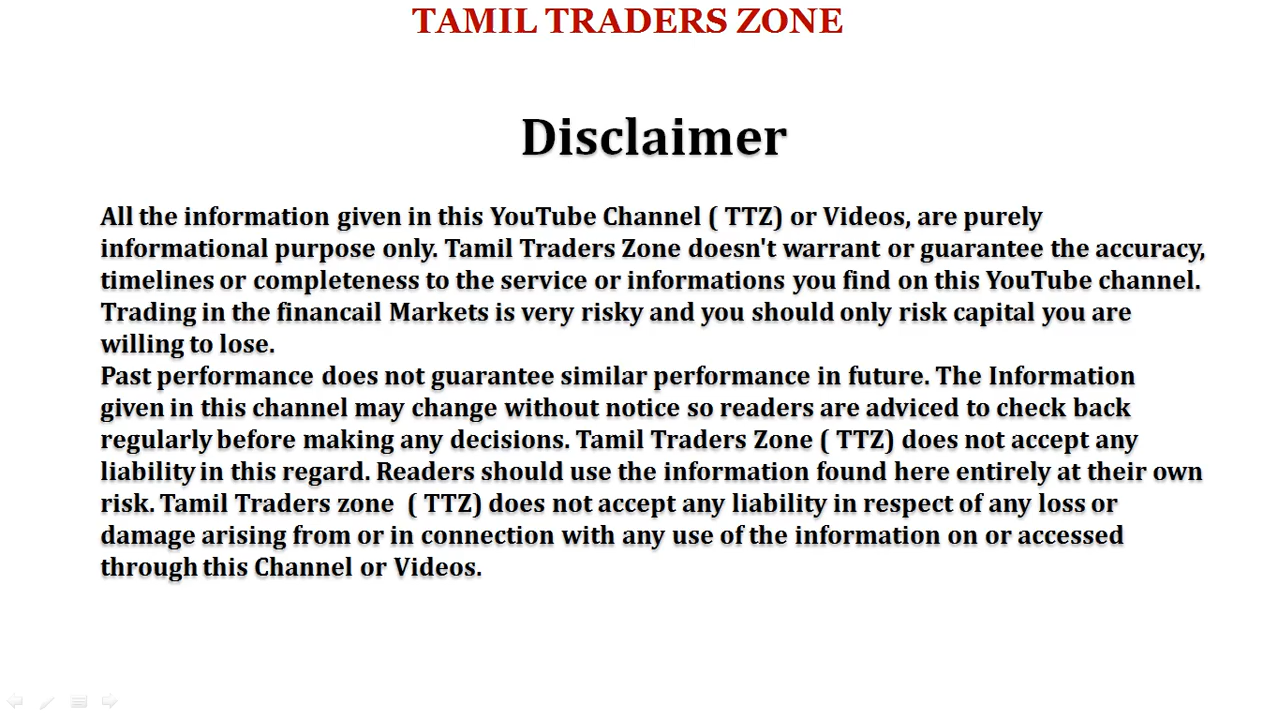 TAMIL TRADERS ZONE
Disclaimer
All the information given in this YouTube Channel ( TTZ) or Videos, are purely
informational purpose only. Tamil Traders Zone doesn't warrant or guarantee the accuracy,
timelines or completeness to the service or informations you find on this YouTube channel.
Trading in the financail Markets is very risky and you should only risk capital you are
willing to lose.
Past performance does not guarantee similar performance in future. The Information
given in this channel may change without notice so readers are adviced to check back
regularly before making any decisions. Tamil Traders Zone ( TTZ) does not accept any
liability in this regard. Readers should use the information found here entirely at their own
risk. Tamil Traders zone  ( TTZ) does not accept any liability in respect of any loss or
damage arising from or in connection with any use of the information on or accessed
through this Channel or Videos.